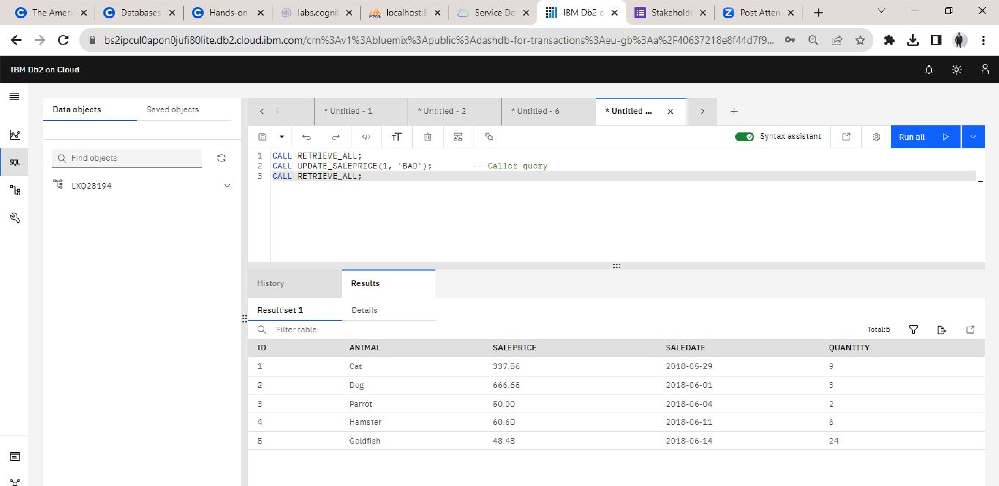 The Ameri
Databases
Hands-on
labs.cognit
localhost:8
Service De
IBM Db2 o
Stakeholde
Post Atten
bs2ipcul0apon0jufi80lite.db2.cloud.ibm.com/crn%3Av1%3Abluemix%3Apublic%3Adashdb-for-transactions%3Aeu-gb%3Aa%2F40637218e8f44d7f9...
IBM Db2 on Cloud
Data objects Saved objects
* Untitled - 1 * Untitled - 2 * Untitled - 6 * Untitled ...
Syntax assistant Run all
SQL
Find objects
LXQ28194
1 CALL RETRIEVE_ALL;
2 CALL UPDATE_SALEPRICE(1, 'BAD'); -- Caller query
3 CALL RETRIEVE_ALL;
History Results
Result set 1 Details
Filter table Total:5
ID ANIMAL SALEPRICE SALEDATE QUANTITY
1 Cat 337.56 2018-05-29 9
2 Dog 666.66 2018-06-01 3
3 Parrot 50.00 2018-06-04 2
4 Hamster 60.60 2018-06-11 6
5 Goldfish 48.48 2018-06-14 24